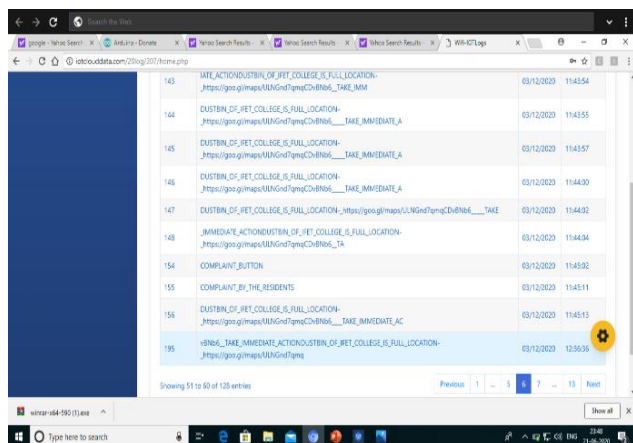 Search the Web
google - Yahoo Search
Arduino - Donate
Yahoo Search Results -
Yahoo Search Results -
Yahoo Search Results -
Wifi-IOTLogs
iotclouddata.com/20log/207/home.php
143 IATE_ACTIONDUSTBIN_OF_IFET_COLLEGE_IS_FULL_LOCATION-
_https://goo.gl/maps/ULNGnd7qmqCDvBNb6__TAKE_IMM 03/12/2020 11:43:54
144 DUSTBIN_OF_IFET_COLLEGE_IS_FULL_LOCATION-
_https://goo.gl/maps/ULNGnd7qmqCDvBNb6___TAKE_IMMEDIATE_A 03/12/2020 11:43:55
145 DUSTBIN_OF_IFET_COLLEGE_IS_FULL_LOCATION-
_https://goo.gl/maps/ULNGnd7qmqCDvBNb6___TAKE_IMMEDIATE_A 03/12/2020 11:43:57
146 DUSTBIN_OF_IFET_COLLEGE_IS_FULL_LOCATION-
_https://goo.gl/maps/ULNGnd7qmqCDvBNb6___TAKE_IMMEDIATE_A 03/12/2020 11:44:00
147 DUSTBIN_OF_IFET_COLLEGE_IS_FULL_LOCATION-_https://goo.gl/maps/ULNGnd7qmqCDvBNb6___TAKE 03/12/2020 11:44:02
148 _IMMEDIATE_ACTIONDUSTBIN_OF_IFET_COLLEGE_IS_FULL_LOCATION-
_https://goo.gl/maps/ULNGnd7qmqCDvBNb6__TA 03/12/2020 11:44:04
154 COMPLAINT_BUTTON 03/12/2020 11:45:02
155 COMPLAINT_BY_THE_RESIDENTS 03/12/2020 11:45:11
156 DUSTBIN_OF_IFET_COLLEGE_IS_FULL_LOCATION-
_https://goo.gl/maps/ULNGnd7qmqCDvBNb6___TAKE_IMMEDIATE_AC 03/12/2020 11:45:13
195 vBNb6__TAKE_IMMEDIATE_ACTIONDUSTBIN_OF_IFET_COLLEGE_IS_FULL_LOCATION-
_https://goo.gl/maps/ULNGnd7qmq 03/12/2020 12:36:36
Showing 51 to 60 of 128 entries
Previous 1 ... 5 6 7 ... 13 Next
winrar-x64-590 (1).exe
Show all
Type here to search
ENG
23:48
21-06-2020